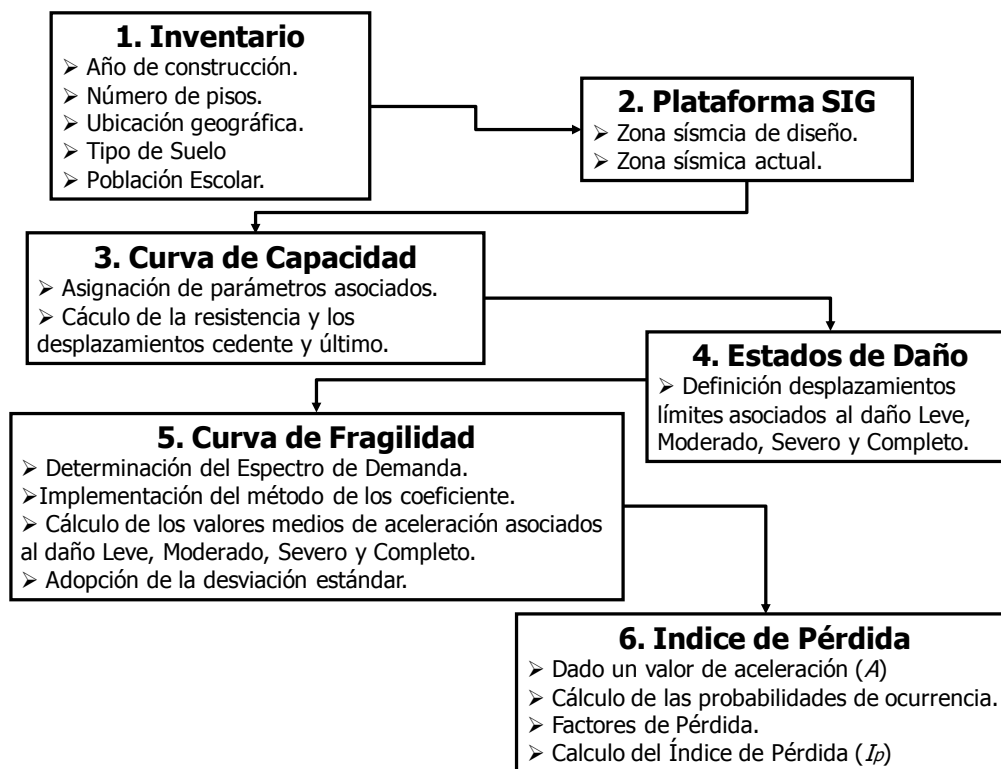 1. Inventario
➢ Año de construcción.
➢ Número de pisos.
➢ Ubicación geográfica.
➢ Tipo de Suelo
➢ Población Escolar.
2. Plataforma SIG
➢ Zona sísmcia de diseño.
➢ Zona sísmica actual.
3. Curva de Capacidad
➢ Asignación de parámetros asociados.
➢ Cáculo de la resistencia y los
desplazamientos cedente y último.
4. Estados de Daño
➢ Definición desplazamientos
límites asociados al daño Leve,
Moderado, Severo y Completo.
5. Curva de Fragilidad
➢ Determinación del Espectro de Demanda.
➢Implementación del método de los coeficiente.
➢ Cálculo de los valores medios de aceleración asociados
al daño Leve, Moderado, Severo y Completo.
➢ Adopción de la desviación estándar.
6. Indice de Pérdida
➢ Dado un valor de aceleración (A)
➢ Cálculo de las probabilidades de ocurrencia.
➢ Factores de Pérdida.
➢ Calculo del Índice de Pérdida (Ip)